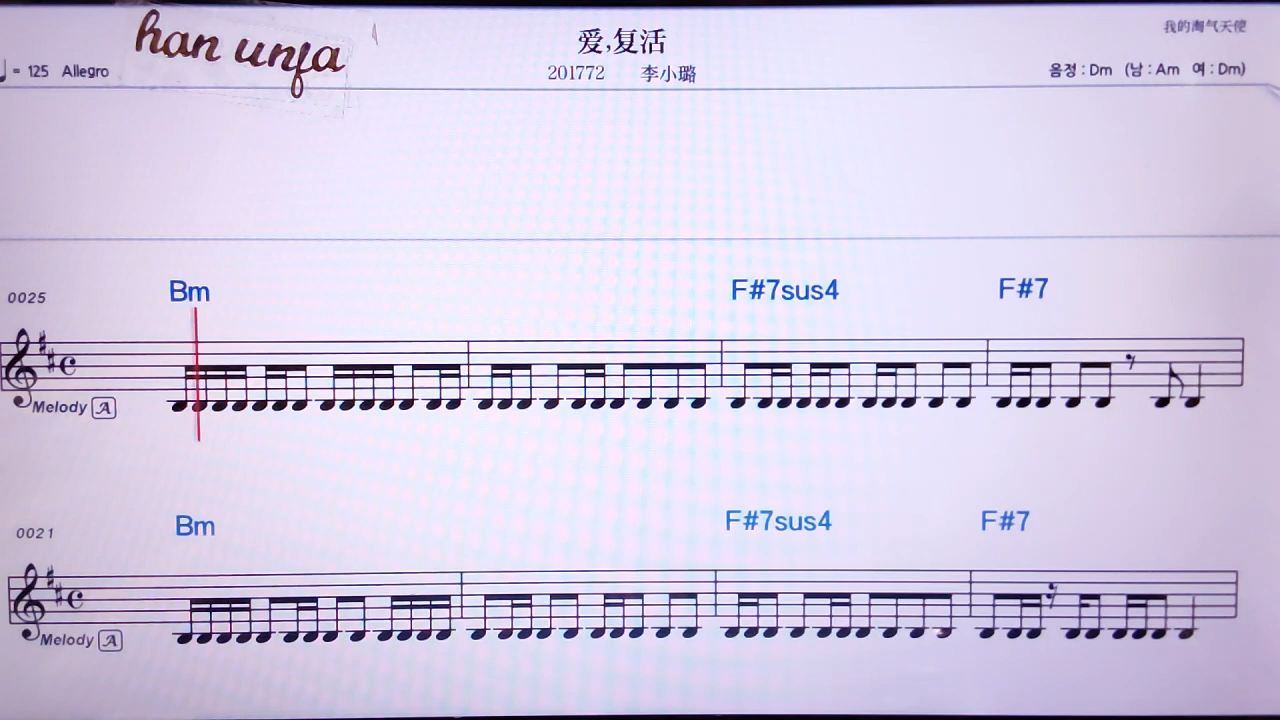 han unfa
爱,复活
我的淘气天使
♩ = 125 Allegro
201772 李小璐
음정 : Dm (남 : Am 여 : Dm)
0025
Bm F#7sus4 F#7
Melody A
0021
Bm F#7sus4 F#7
Melody A